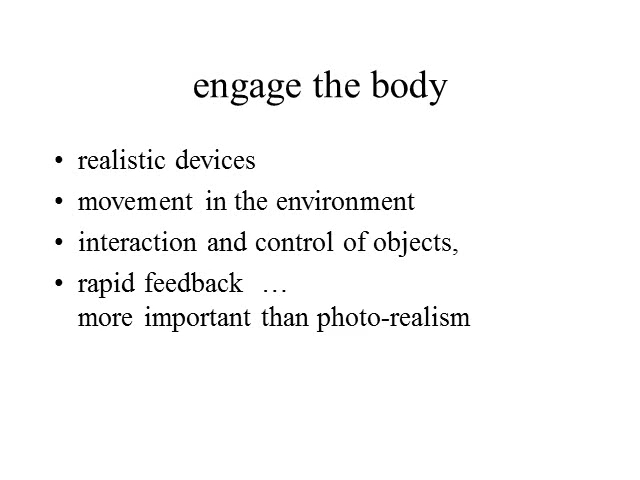 engage the body
• realistic devices
• movement in the environment
• interaction and control of objects,
• rapid feedback …
more important than photo-realism